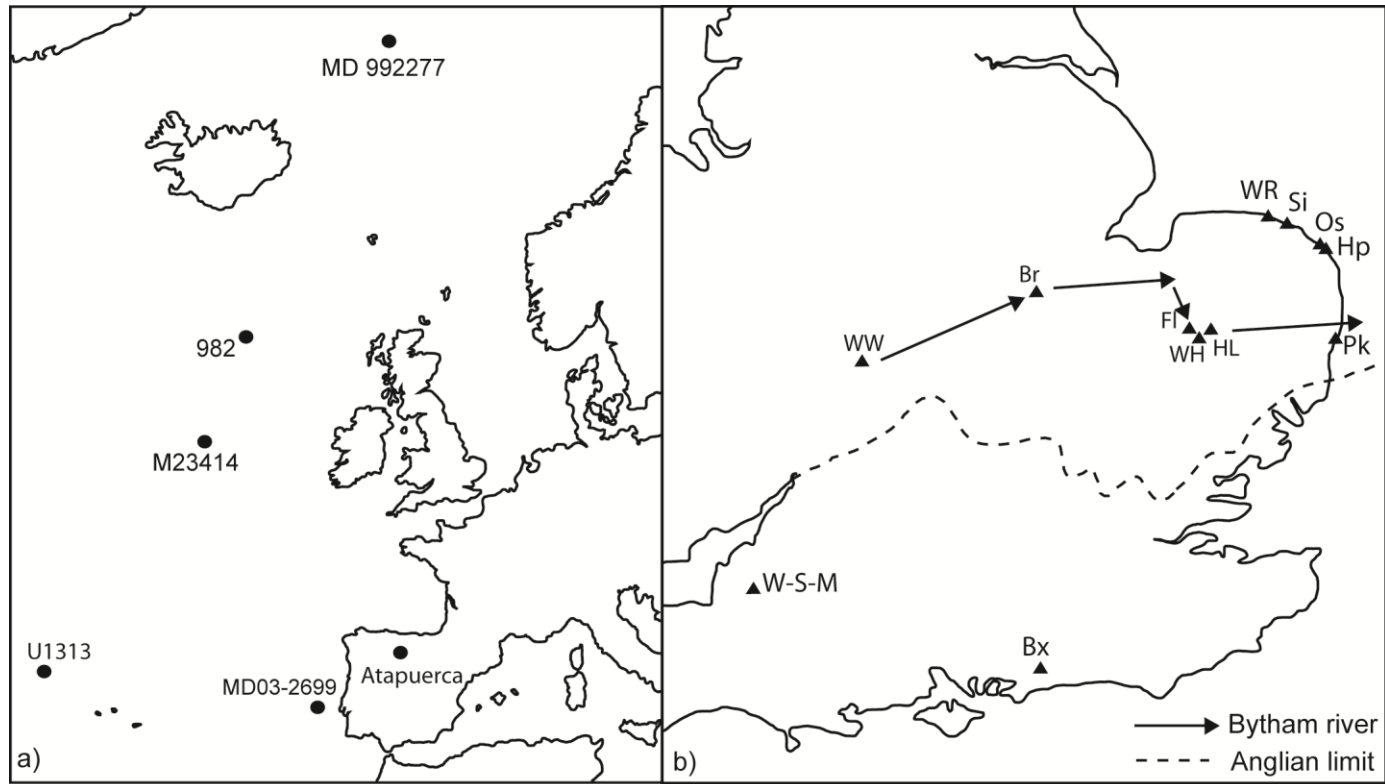 MD 992277
982
M23414
U1313
MD03-2699
Atapuerca
a)
WR
Si
Os
Hp
Br
Fl
WH
HL
Pk
WW
W-S-M
Bx
Bytham river
Anglian limit
b)